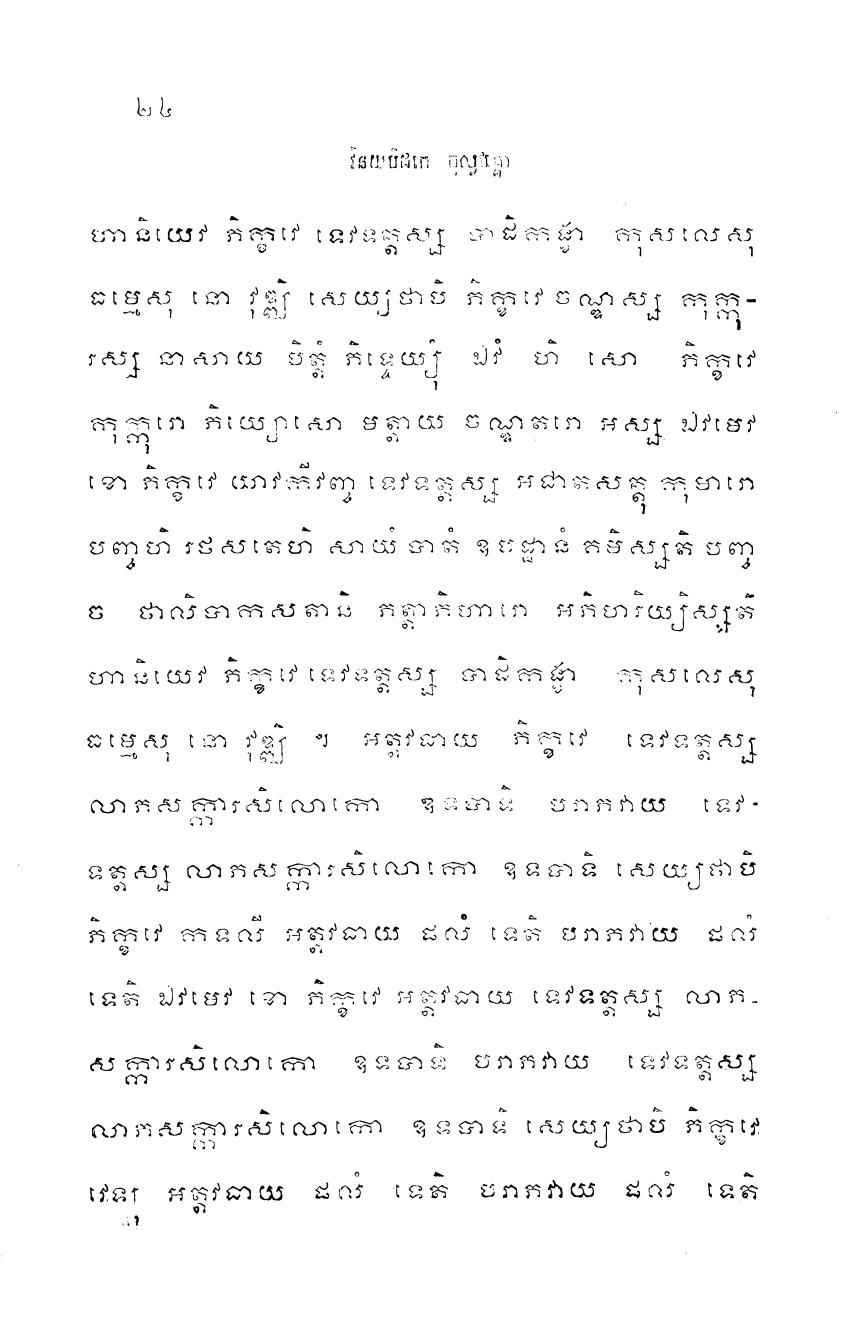 ២៤
វិនយបិដកេ ចុល្លវគ្គោ
ហានិយេវ ភិក្ខវេ ទេវទត្តស្ស បាដិកង្ខា កុសលេសុ
ធម្មេសុ នោ វុឌ្ឍិ សេយ្យថាបិ ភិក្ខវេ ចណ្ឌស្ស កុក្កុ-
រស្ស នាសាយ បិត្តំ ភិន្ទេយ្យុំ ឯវំ ហិ សោ ភិក្ខវេ
កុក្កុរោ ភិយ្យោសោ មត្តាយ ចណ្ឌតរោ អស្ស ឯវមេវ
ខោ ភិក្ខវេ យាវកីវញ្ច ទេវទត្តស្ស អជាតសត្តុ កុមារោ
បញ្ចហិ រថសតេហិ សាយំ បាតំ ឧបដ្ឋានំ គមិស្សតិ បញ្ច
ច ថាលិបាកសតានិ ភត្តាភិហារោ អភិហរិយ្យិស្សតិ
ហានិយេវ ភិក្ខវេ ទេវទត្តស្ស បាដិកង្ខា កុសលេសុ
ធម្មេសុ នោ វុឌ្ឍិ ។ អត្តវធាយ ភិក្ខវេ ទេវទត្តស្ស
លាភសក្ការសិលោកោ ឧទបាទិ បរាភវាយ ទេវ-
ទត្តស្ស លាភសក្ការសិលោកោ ឧទបាទិ សេយ្យថាបិ
ភិក្ខវេ កទលី អត្តវធាយ ផលំ ទេតិ បរាភវាយ ផលំ
ទេតិ ឯវមេវ ខោ ភិក្ខវេ អត្តវធាយ ទេវទត្តស្ស លាភ-
សក្ការសិលោកោ ឧទបាទិ បរាភវាយ ទេវទត្តស្ស
លាភសក្ការសិលោកោ ឧទបាទិ សេយ្យថាបិ ភិក្ខវេ
វេឡុ អត្តវធាយ ផលំ ទេតិ បរាភវាយ ផលំ ទេតិ